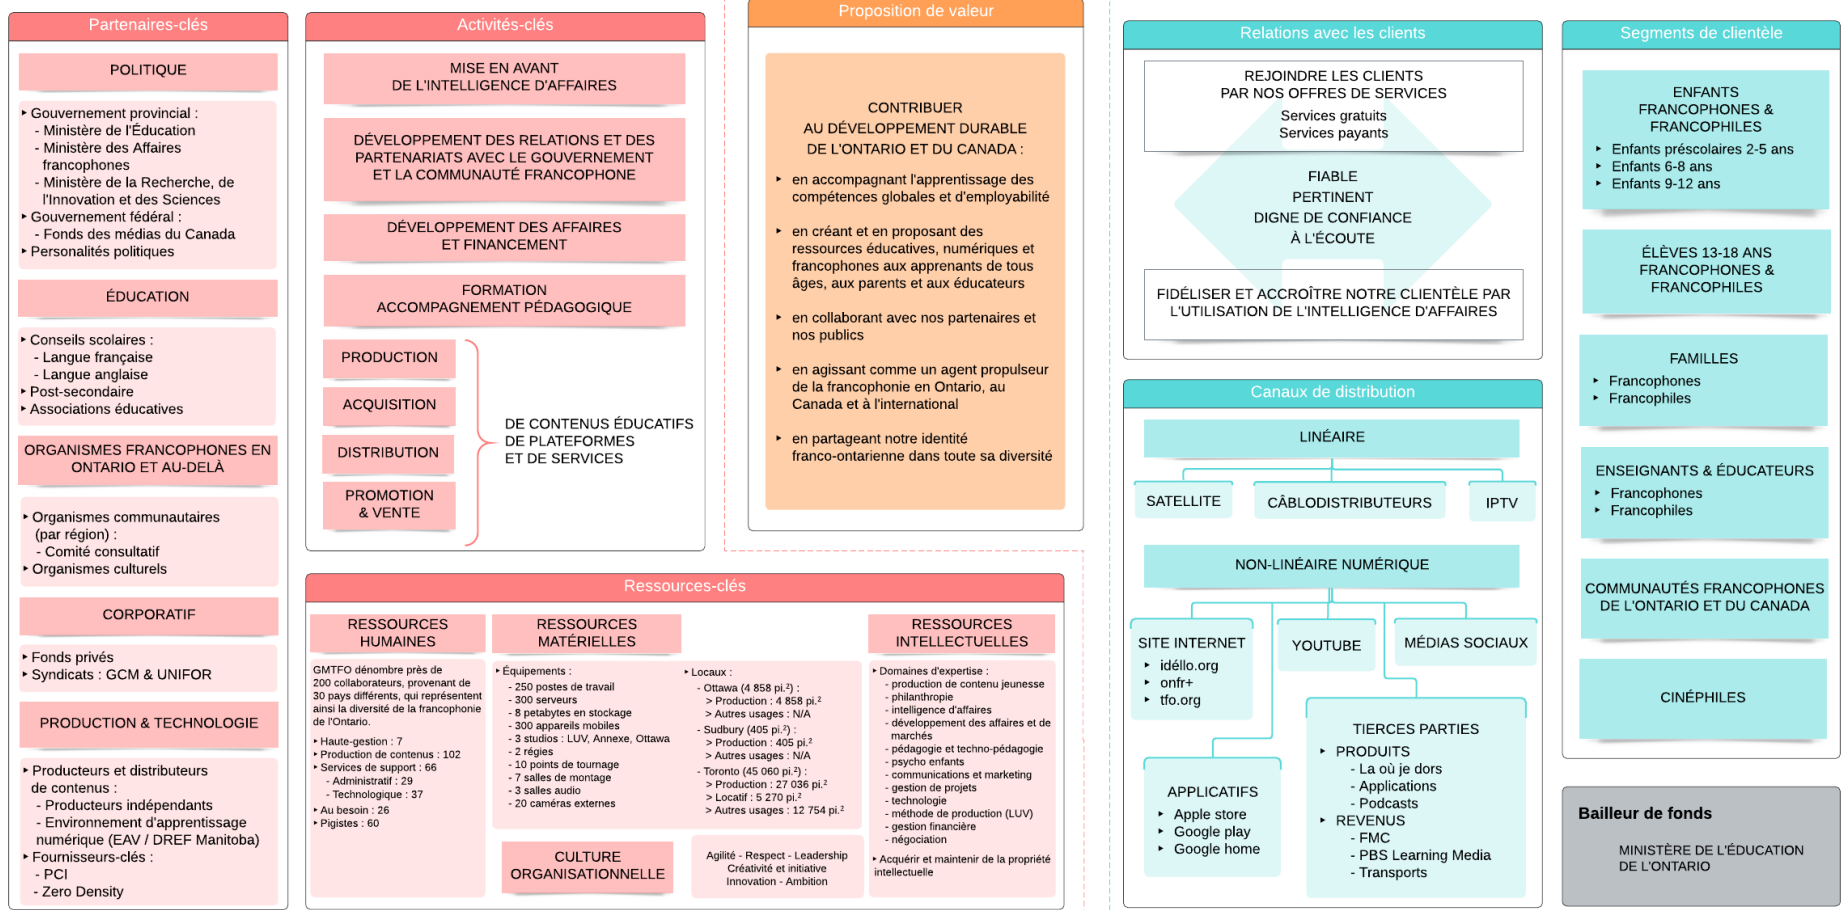 Partenaires-clés
POLITIQUE
‣ Gouvernement provincial :
- Ministère de l'Éducation
- Ministère des Affaires
francophones
- Ministère de la Recherche, de
l'Innovation et des Sciences
‣ Gouvernement fédéral :
- Fonds des médias du Canada
‣ Personalités politiques
ÉDUCATION
‣ Conseils scolaires :
- Langue française
- Langue anglaise
‣ Post-secondaire
‣ Associations éducatives
ORGANISMES FRANCOPHONES EN
ONTARIO ET AU-DELÀ
‣ Organismes communautaires
(par région) :
- Comité consultatif
‣ Organismes culturels
CORPORATIF
‣ Fonds privés
‣ Syndicats : GCM & UNIFOR
PRODUCTION & TECHNOLOGIE
‣ Producteurs et distributeurs
de contenu :
- Producteurs indépendants
- Environnement d'apprentissage
numérique (EAV / DREF Manitoba)
‣ Fournisseurs-clés :
- PCI
- Zero Density
Activités-clés
MISE EN AVANT
DE L'INTELLIGENCE D'AFFAIRES
DÉVELOPPEMENT DES RELATIONS ET DES
PARTENARIATS AVEC LE GOUVERNEMENT
ET LA COMMUNAUTÉ FRANCOPHONE
DÉVELOPPEMENT DES AFFAIRES
ET FINANCEMENT
FORMATION
ACCOMPAGNEMENT PÉDAGOGIQUE
PRODUCTION
ACQUISITION
DISTRIBUTION
PROMOTION
& VENTE
DE CONTENUS ÉDUCATIFS
DE PLATEFORMES
ET DE SERVICES
Proposition de valeur
CONTRIBUER
AU DÉVELOPPEMENT DURABLE
DE L'ONTARIO ET DU CANADA :
‣ en accompagnant l'apprentissage des
compétences globales et d'employabilité
‣ en créant et en proposant des
ressources éducatives, numériques et
francophones aux apprenants de tous
âges, aux parents et aux éducateurs
‣ en collaborant avec nos partenaires et
nos publics
‣ en agissant comme un agent propulseur
de la francophonie en Ontario, au
Canada et à l'international
‣ en partageant notre identité
franco-ontarienne dans toute sa diversité
Ressources-clés
RESSOURCES
HUMAINES
GMTFO dénombre près de
200 collaborateurs, provenant de
30 pays différents, qui représentent
ainsi la diversité de la francophonie
de l'Ontario.
‣ Haute-gestion : 7
‣ Production de contenus : 102
‣ Services de support : 66
- Administratif : 29
- Technologique : 37
‣ Au besoin : 26
‣ Pigistes : 60
RESSOURCES
MATÉRIELLES
‣ Équipements :
- 250 postes de travail
- 300 serveurs
- 8 petabytes en stockage
- 300 appareils mobiles
- 3 studios : LUV, Annexe, Ottawa
- 2 régies
- 10 points de tournage
- 7 salles de montage
- 3 salles audio
- 20 caméras externes
‣ Locaux :
- Ottawa (4 858 pi.²) :
> Production : 4 858 pi.²
> Autres usages : N/A
- Sudbury (405 pi.²) :
> Production : 405 pi.²
> Autres usages : N/A
- Toronto (45 060 pi.²) :
> Production : 27 036 pi.²
> Locatif : 5 270 pi.²
> Autres usages : 12 754 pi.²
CULTURE
ORGANISATIONNELLE
Agilité - Respect - Leadership
Créativité et initiative
Innovation - Ambition
RESSOURCES
INTELLECTUELLES
‣ Domaines d'expertise :
- production de contenu jeunesse
- philanthropie
- intelligence d'affaires
- développement des affaires et de
marchés
- pédagogie et techno-pédagogie
- psycho enfants
- communications et marketing
- gestion de projets
- technologie
- méthode de production (LUV)
- gestion financière
- négociation
‣ Acquérir et maintenir de la propriété
intellectuelle
Relations avec les clients
REJOINDRE LES CLIENTS
PAR NOS OFFRES DE SERVICES
Services gratuits
Services payants
FIABLE
PERTINENT
DIGNE DE CONFIANCE
À L'ÉCOUTE
FIDÉLISER ET ACCROÎTRE NOTRE CLIENTÈLE PAR
L'UTILISATION DE L'INTELLIGENCE D'AFFAIRES
Canaux de distribution
LINÉAIRE
SATELLITE
CÂBLODISTRIBUTEURS
IPTV
NON-LINÉAIRE NUMÉRIQUE
SITE INTERNET
‣ idéllo.org
‣ onfr+
‣ tfo.org
YOUTUBE
MÉDIAS SOCIAUX
APPLICATIFS
‣ Apple store
‣ Google play
‣ Google home
TIERCES PARTIES
‣ PRODUITS
- La où je dors
- Applications
- Podcasts
‣ REVENUS
- FMC
- PBS Learning Media
- Transports
Segments de clientèle
ENFANTS
FRANCOPHONES &
FRANCOPHILES
‣ Enfants préscolaires 2-5 ans
‣ Enfants 6-8 ans
‣ Enfants 9-12 ans
ÉLÈVES 13-18 ANS
FRANCOPHONES &
FRANCOPHILES
FAMILLES
‣ Francophones
‣ Francophiles
ENSEIGNANTS & ÉDUCATEURS
‣ Francophones
‣ Francophiles
COMMUNAUTÉS FRANCOPHONES
DE L'ONTARIO ET DU CANADA
CINÉPHILES
Bailleur de fonds
MINISTÈRE DE L'ÉDUCATION
DE L'ONTARIO